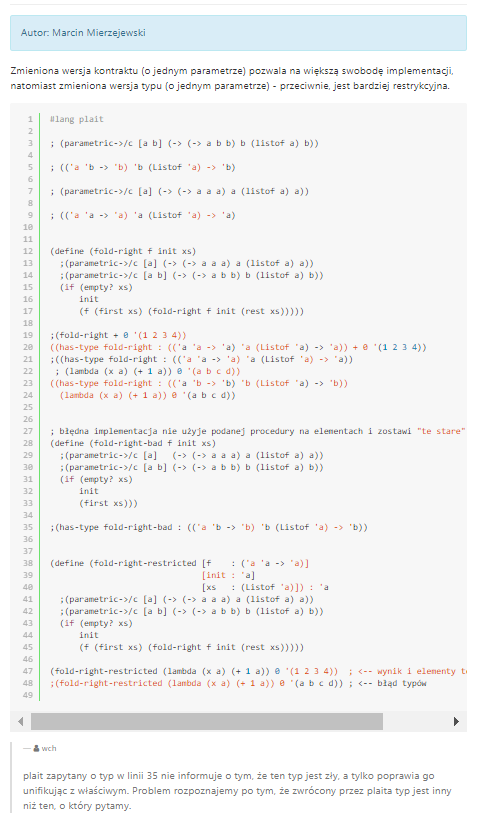 Autor: Marcin Mierzejewski
Zmieniona wersja kontraktu (o jednym parametrze) pozwala na większą swobodę implementacji,
natomiast zmieniona wersja typu (o jednym parametrze) - przeciwnie, jest bardziej restrykcyjna.
1 #lang plait
2
3 ; (parametric->/c [a b] (-> (-> a b b) b (listof a) b))
4
5 ; (('a 'b -> 'b) 'b (Listof 'a) -> 'b)
6
7 ; (parametric->/c [a] (-> (-> a a a) a (listof a) a))
8
9 ; (('a 'a -> 'a) 'a (Listof 'a) -> 'a)
10
11
12 (define (fold-right f init xs)
13 ;(parametric->/c [a] (-> (-> a a a) a (listof a) a))
14 ;(parametric->/c [a b] (-> (-> a b b) b (listof a) b))
15 (if (empty? xs)
16 init
17 (f (first xs) (fold-right f init (rest xs)))))
18
19 ;(fold-right + 0 '(1 2 3 4))
20 ((has-type fold-right : (('a 'a -> 'a) 'a (Listof 'a) -> 'a)) + 0 '(1 2 3 4))
21 ;((has-type fold-right : (('a 'a -> 'a) 'a (Listof 'a) -> 'a))
22 ; (lambda (x a) (+ 1 a)) 0 '(a b c d))
23 ((has-type fold-right : (('a 'b -> 'b) 'b (Listof 'a) -> 'b))
24 (lambda (x a) (+ 1 a)) 0 '(a b c d))
25
26
27 ; błędna implementacja nie użyje podanej procedury na elementach i zostawi "te stare"
28 (define (fold-right-bad f init xs)
29 ;(parametric->/c [a] (-> (-> a a a) a (listof a) a))
30 ;(parametric->/c [a b] (-> (-> a b b) b (listof a) b))
31 (if (empty? xs)
32 init
33 (first xs)))
34
35 ;(has-type fold-right-bad : (('a 'b -> 'b) 'b (Listof 'a) -> 'b))
36
37
38 (define (fold-right-restricted [f : ('a 'a -> 'a)]
39 [init : 'a]
40 [xs : (Listof 'a)]) : 'a
41 ;(parametric->/c [a] (-> (-> a a a) a (listof a) a))
42 ;(parametric->/c [a b] (-> (-> a b b) b (listof a) b))
43 (if (empty? xs)
44 init
45 (f (first xs) (fold-right f init (rest xs)))))
46
47 (fold-right-restricted (lambda (x a) (+ 1 a)) 0 '(1 2 3 4)) ; <-- wynik i elementy
48 ;(fold-right-restricted (lambda (x a) (+ 1 a)) 0 '(a b c d)) ; <-- błąd typów
49
— wch
plait zapytany o typ w linii 35 nie informuje o tym, że ten typ jest zły, a tylko poprawia go
unifikując z właściwym. Problem rozpoznajemy po tym, że zwrócony przez plaita typ jest inny
niż ten, o który pytamy.